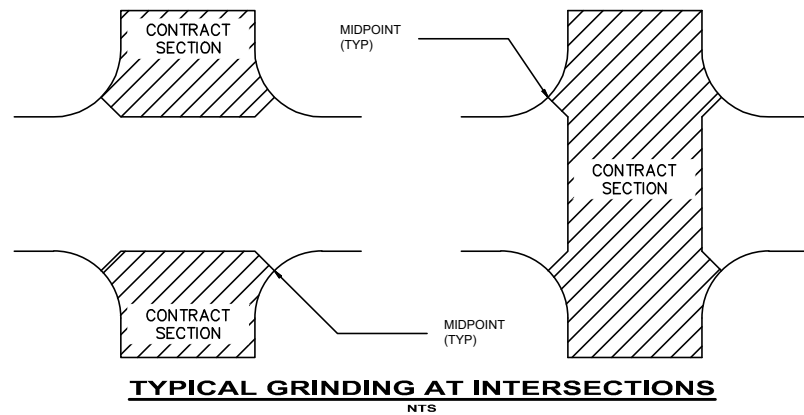 CONTRACT
SECTION
MIDPOINT
(TYP)
CONTRACT
SECTION
CONTRACT
SECTION
MIDPOINT
(TYP)
TYPICAL GRINDING AT INTERSECTIONS
NTS